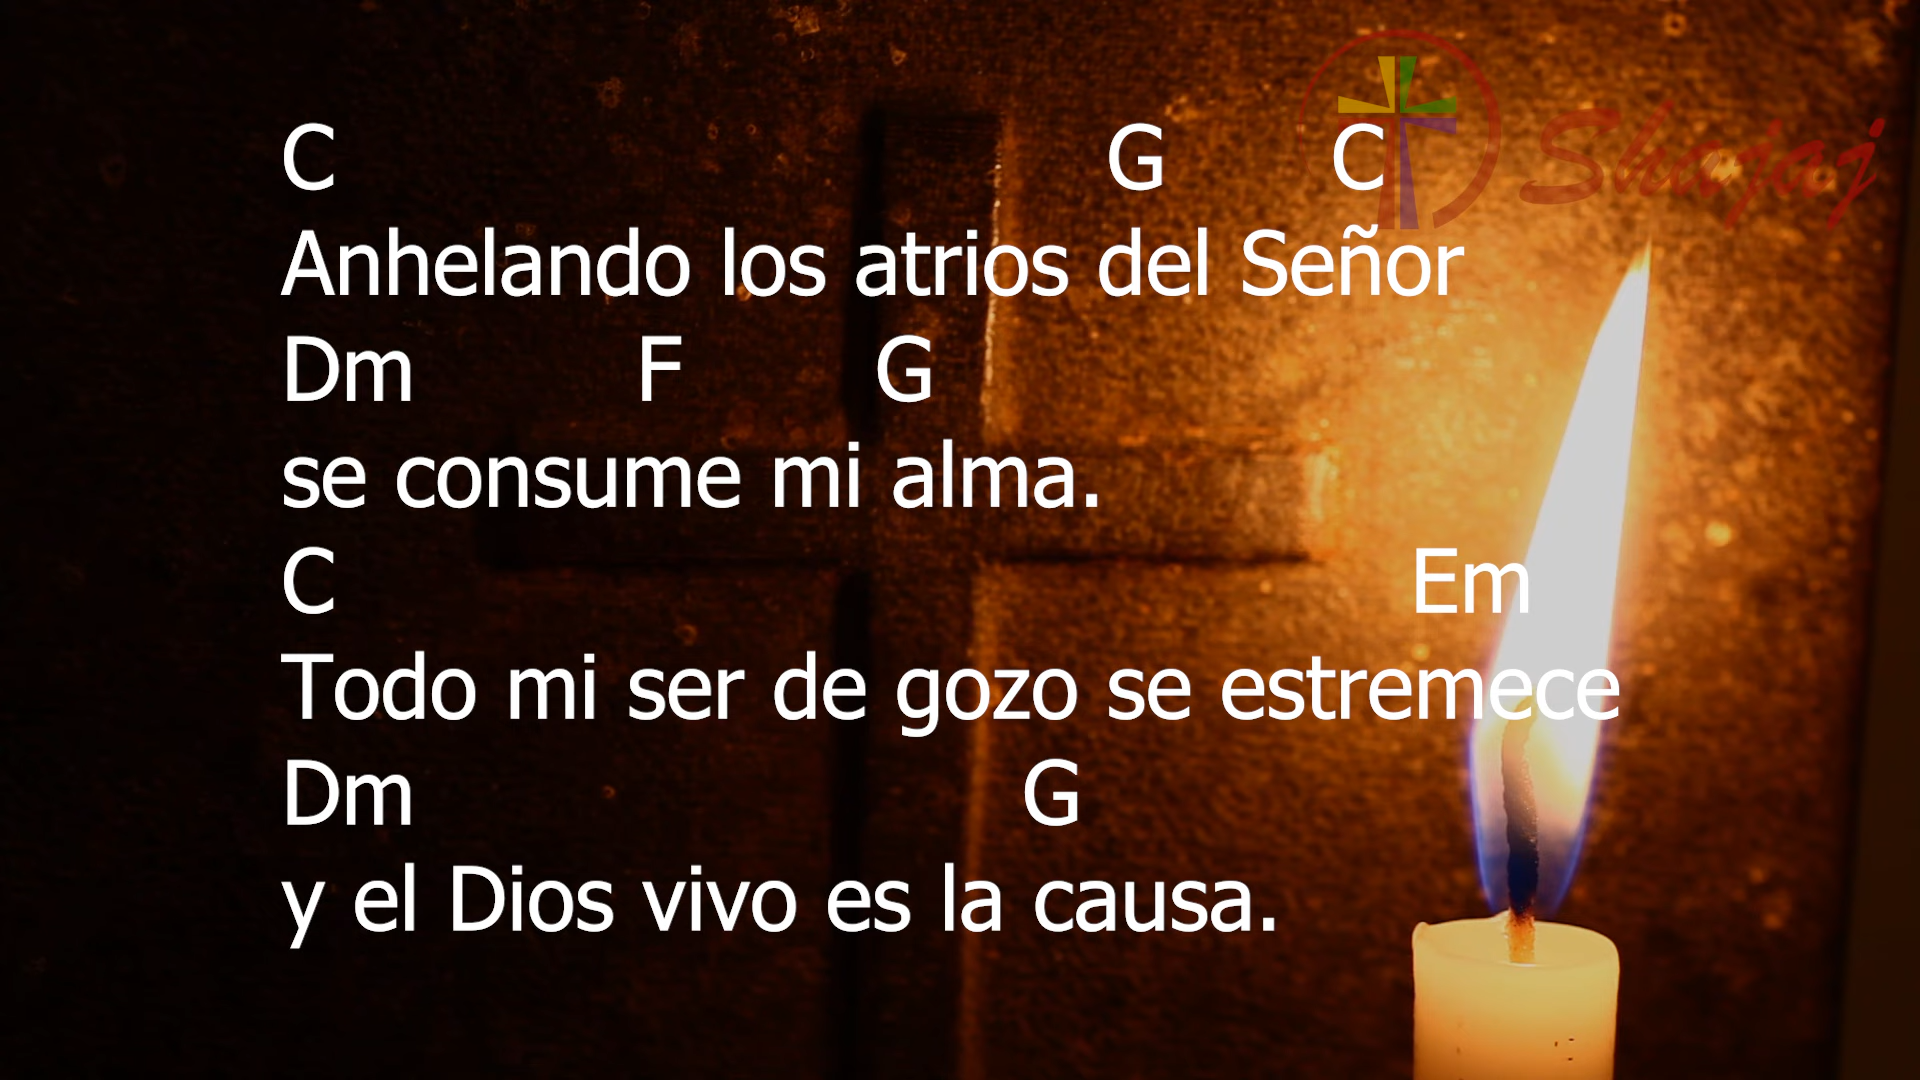 C G C
Shajaj
Anhelando los atrios del Señor
Dm F G
se consume mi alma.
C Em
Todo mi ser de gozo se estremece
Dm G
y el Dios vivo es la causa.